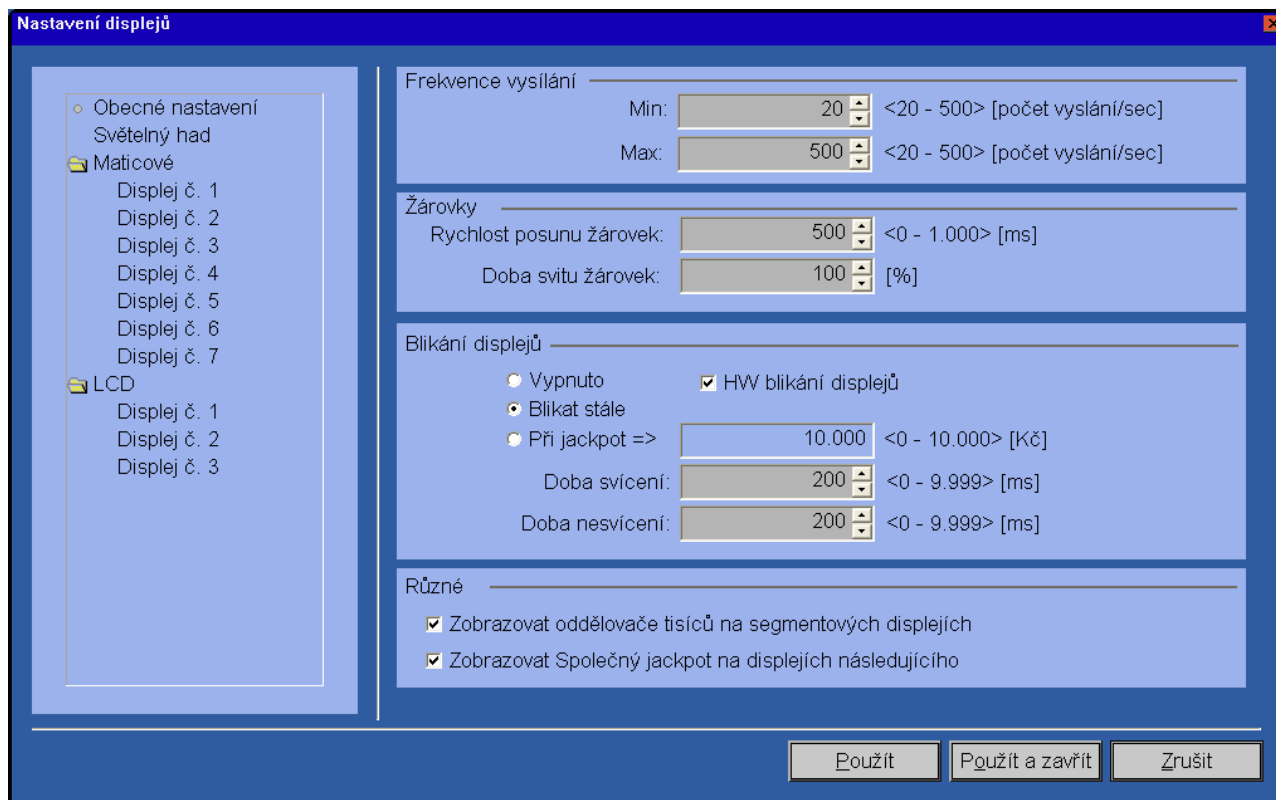 Nastavení displejů
Obecné nastavení
Světelný had
Maticové
Displej č. 1
Displej č. 2
Displej č. 3
Displej č. 4
Displej č. 5
Displej č. 6
Displej č. 7
LCD
Displej č. 1
Displej č. 2
Displej č. 3
Frekvence vysílání
Min: 20 <20 - 500> [počet vyslání/sec]
Max: 500 <20 - 500> [počet vyslání/sec]
Žárovky
Rychlost posunu žárovek: 500 <0 - 1.000> [ms]
Doba svitu žárovek: 100 [%]
Blikání displejů
Vypnuto HW blikání displejů
Blikat stále
Při jackpot => 10.000 <0 - 10.000> [Kč]
Doba svícení: 200 <0 - 9.999> [ms]
Doba nesvícení: 200 <0 - 9.999> [ms]
Různé
Zobrazovat oddělovače tisíců na segmentových displejích
Zobrazovat Společný jackpot na displejích následujícího
Použít Použít a zavřít Zrušit